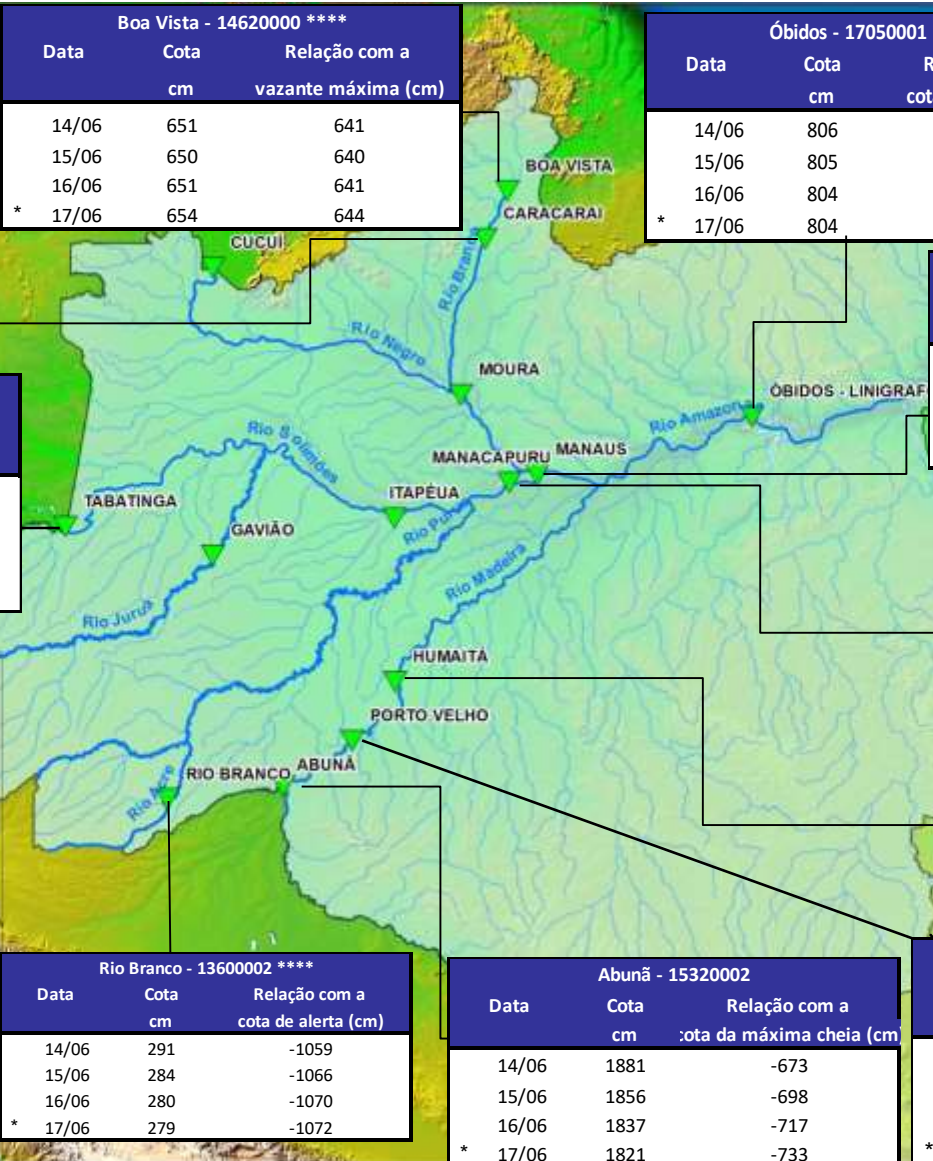 Boa Vista - 14620000 ****
Data Cota Relação com a
cm vazante máxima (cm)
14/06 651 641
15/06 650 640
16/06 651 641
* 17/06 654 644
Óbidos - 17050001
Data Cota R
cm cota
14/06 806
15/06 805
16/06 804
* 17/06 804
BOA VISTA
CARACARAI
CUCUI
Rio Branco
Rio Negro
MOURA
ÓBIDOS - LINIGRAF
Rio Amazon
Rio Solimões
MANACAPURU
MANAUS
TABATINGA
ITAPÉUA
GAVIÃO
Rio Pur
Rio Madeira
Rio Juruá
HUMAITÁ
PORTO VELHO
ABUNÃ
RIO BRANCO
Rio Acre
Rio Branco - 13600002 ****
Data Cota Relação com a
cm cota de alerta (cm)
14/06 291 -1059
15/06 284 -1066
16/06 280 -1070
* 17/06 279 -1072
Abunã - 15320002
Data Cota Relação com a
cm cota da máxima cheia (cm)
14/06 1881 -673
15/06 1856 -698
16/06 1837 -717
* 17/06 1821 -733
*